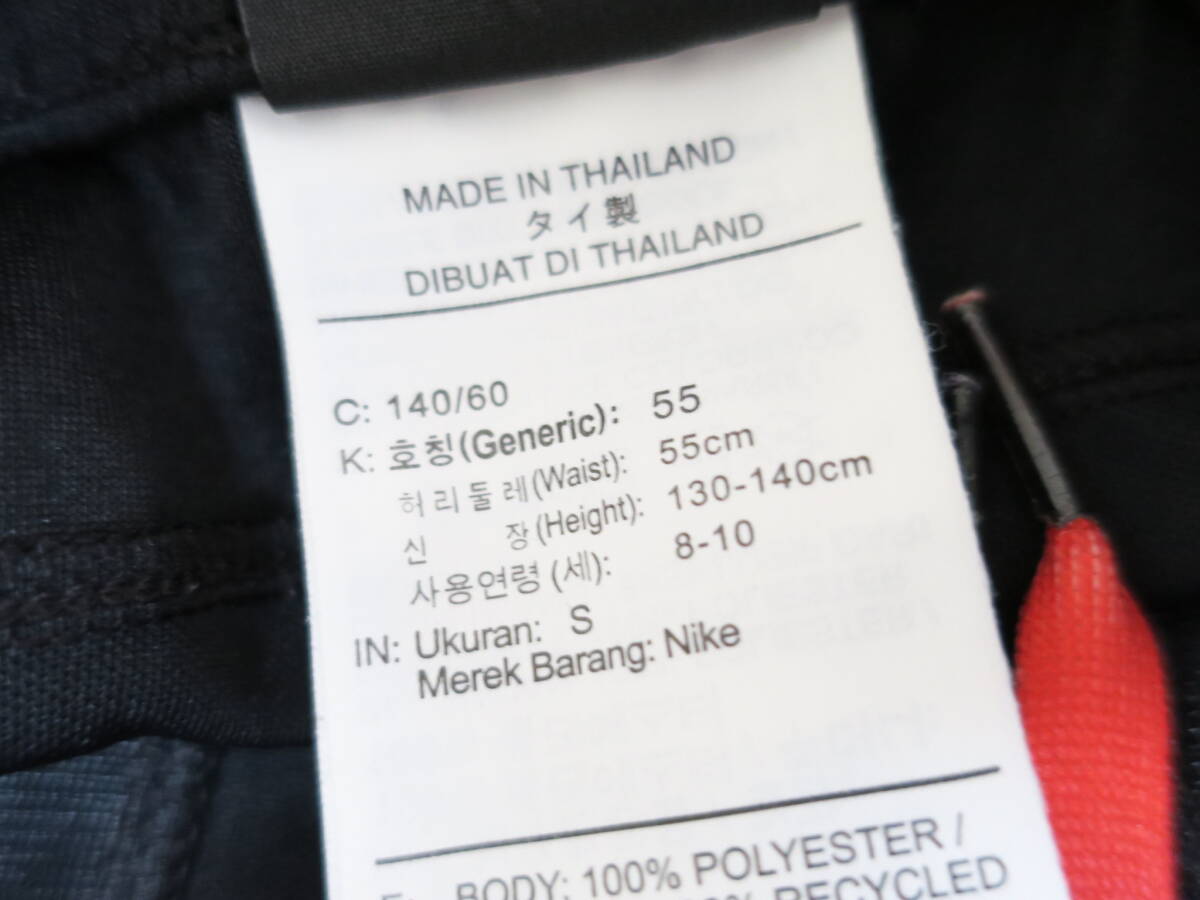 MADE IN THAILAND
タイ製
DIBUAT DI THAILAND
C: 140/60
K: 호칭(Generic): 55
허리둘레(Waist): 55cm
신 장(Height): 130-140cm
사용연령(세): 8-10
IN: Ukuran: S
Merek Barang: Nike
BODY: 100% POLYESTER /
RECYCLED